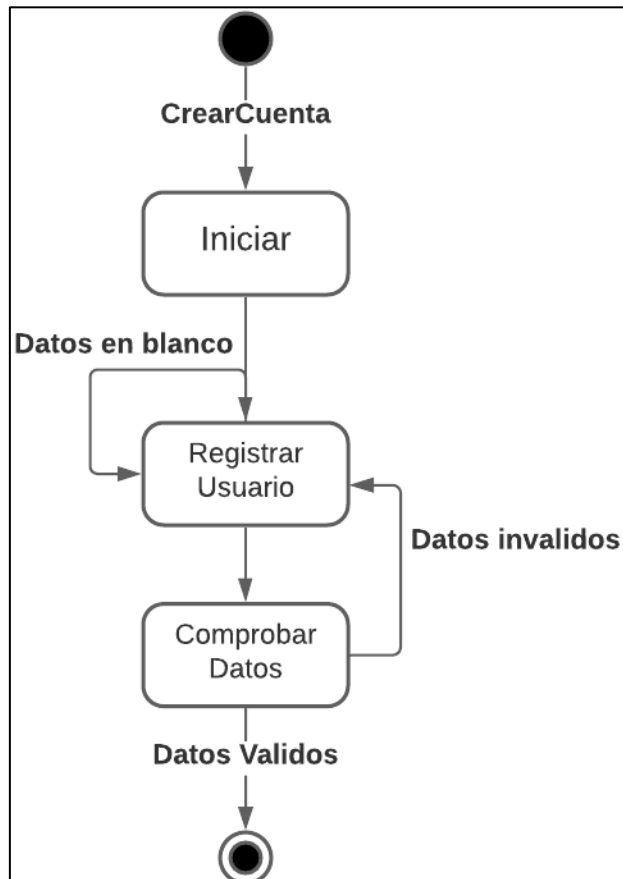 CrearCuenta
Iniciar
Datos en blanco
Registrar
Usuario
Datos invalidos
Comprobar
Datos
Datos Validos